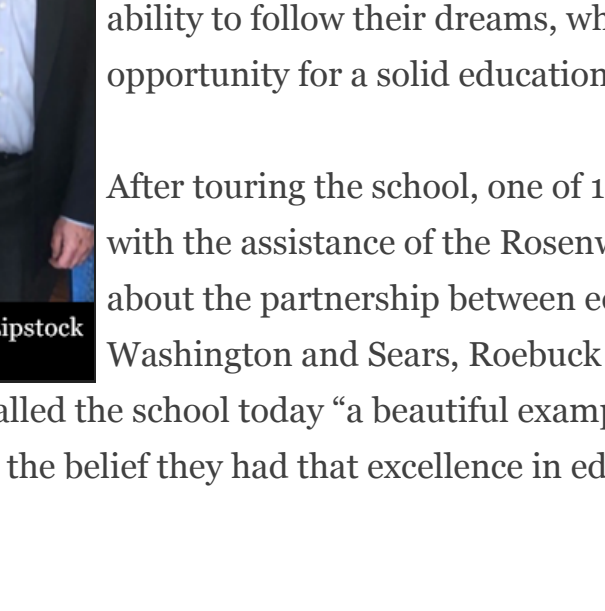 ability to follow their dreams, wh
opportunity for a solid education
After touring the school, one of 1
with the assistance of the Rosenw
about the partnership between e
ipstock
Washington and Sears, Roebuck
alled the school today “a beautiful examp
the belief they had that excellence in ed